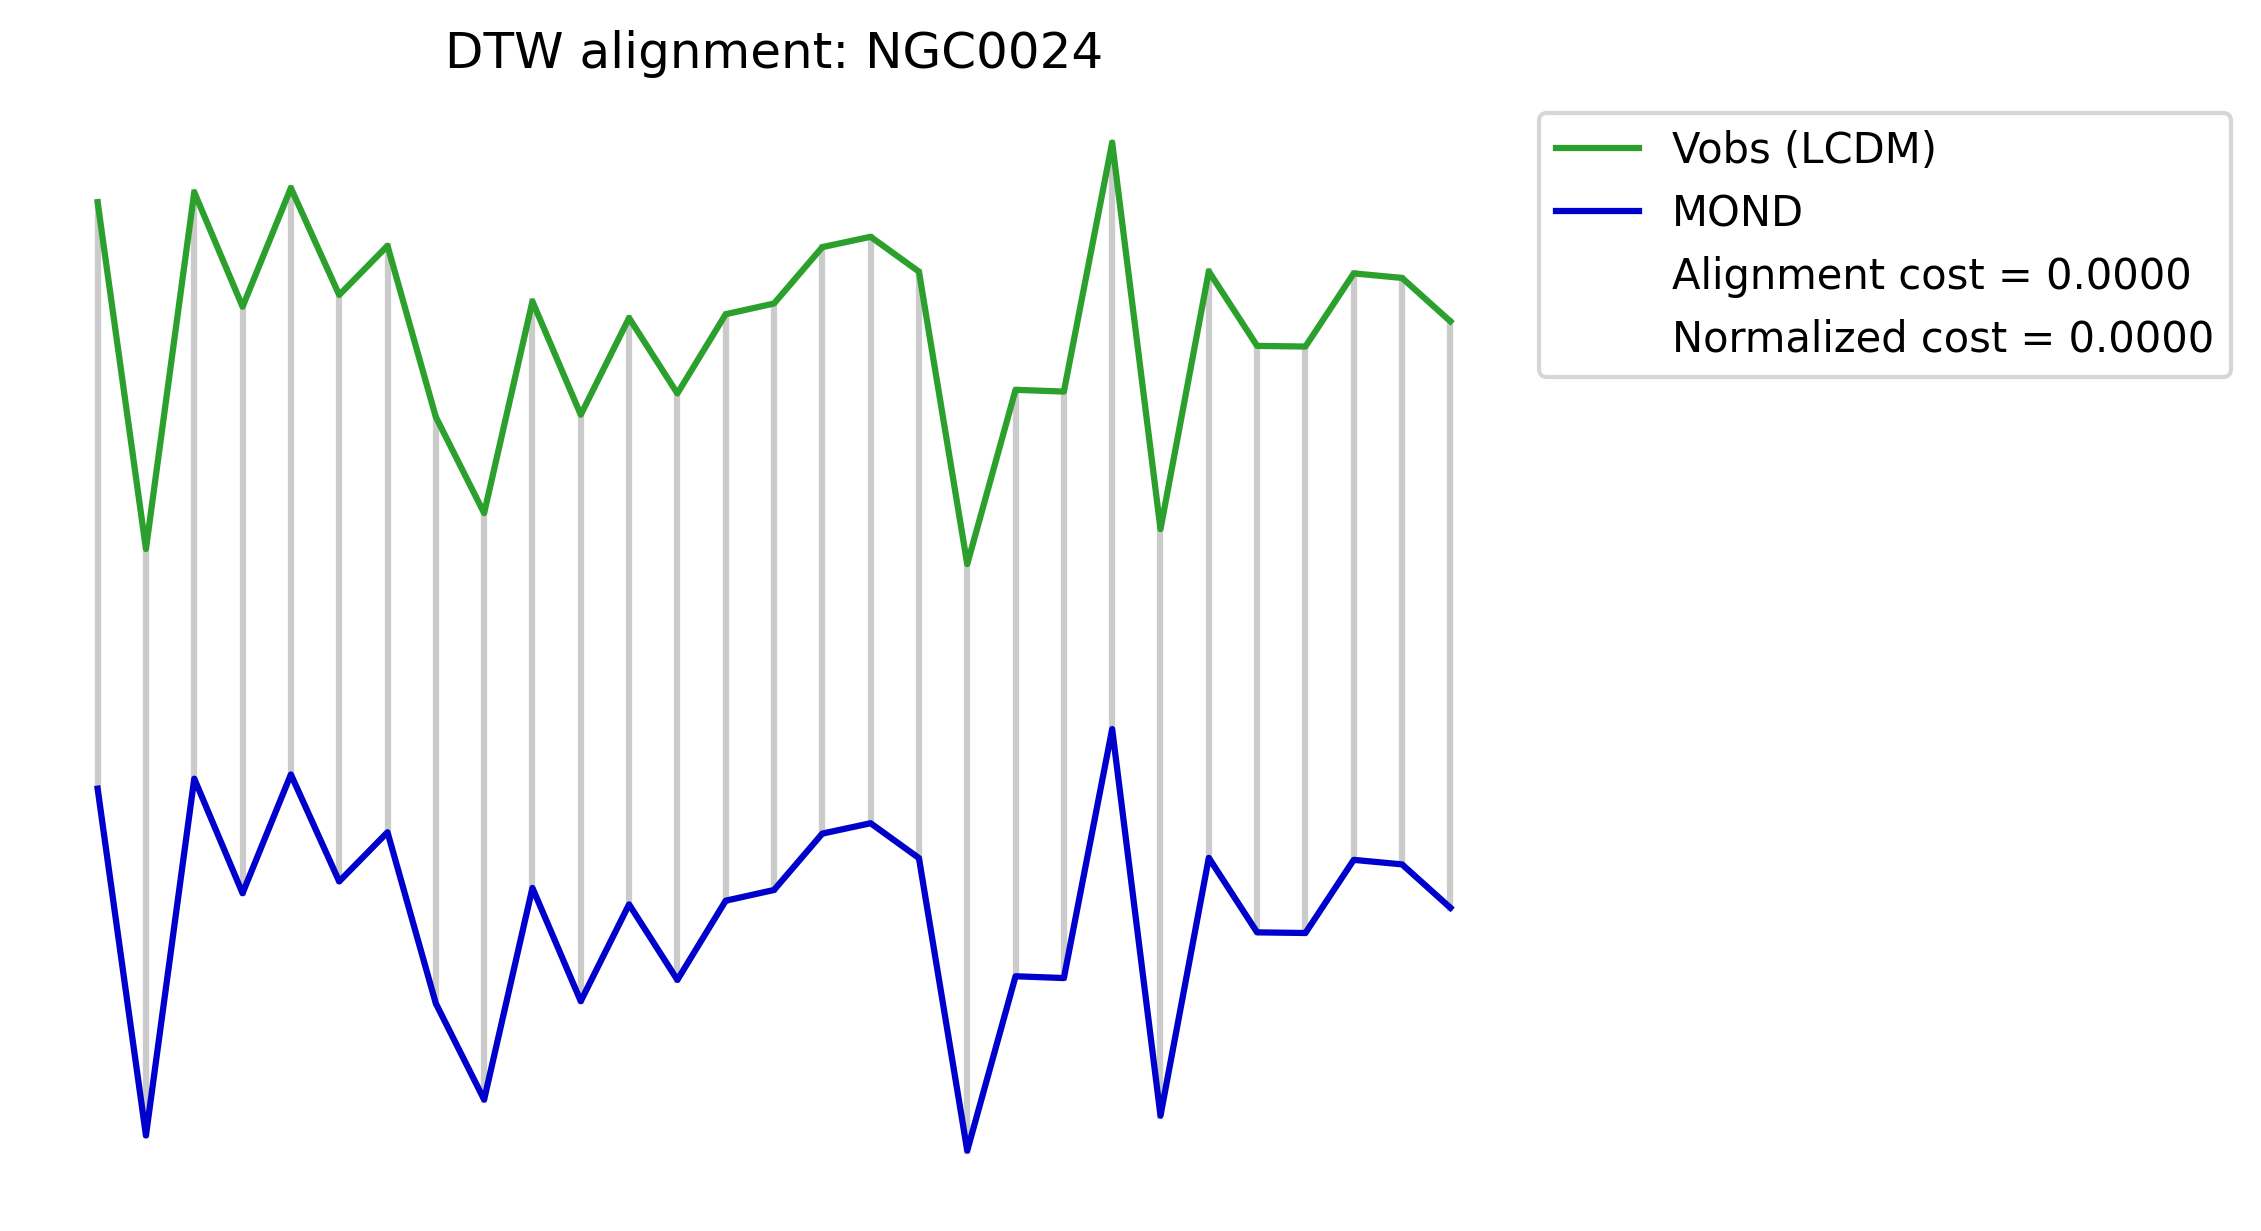 DTW alignment: NGC0024
Vobs (LCDM)
MOND
Alignment cost = 0.0000
Normalized cost = 0.0000